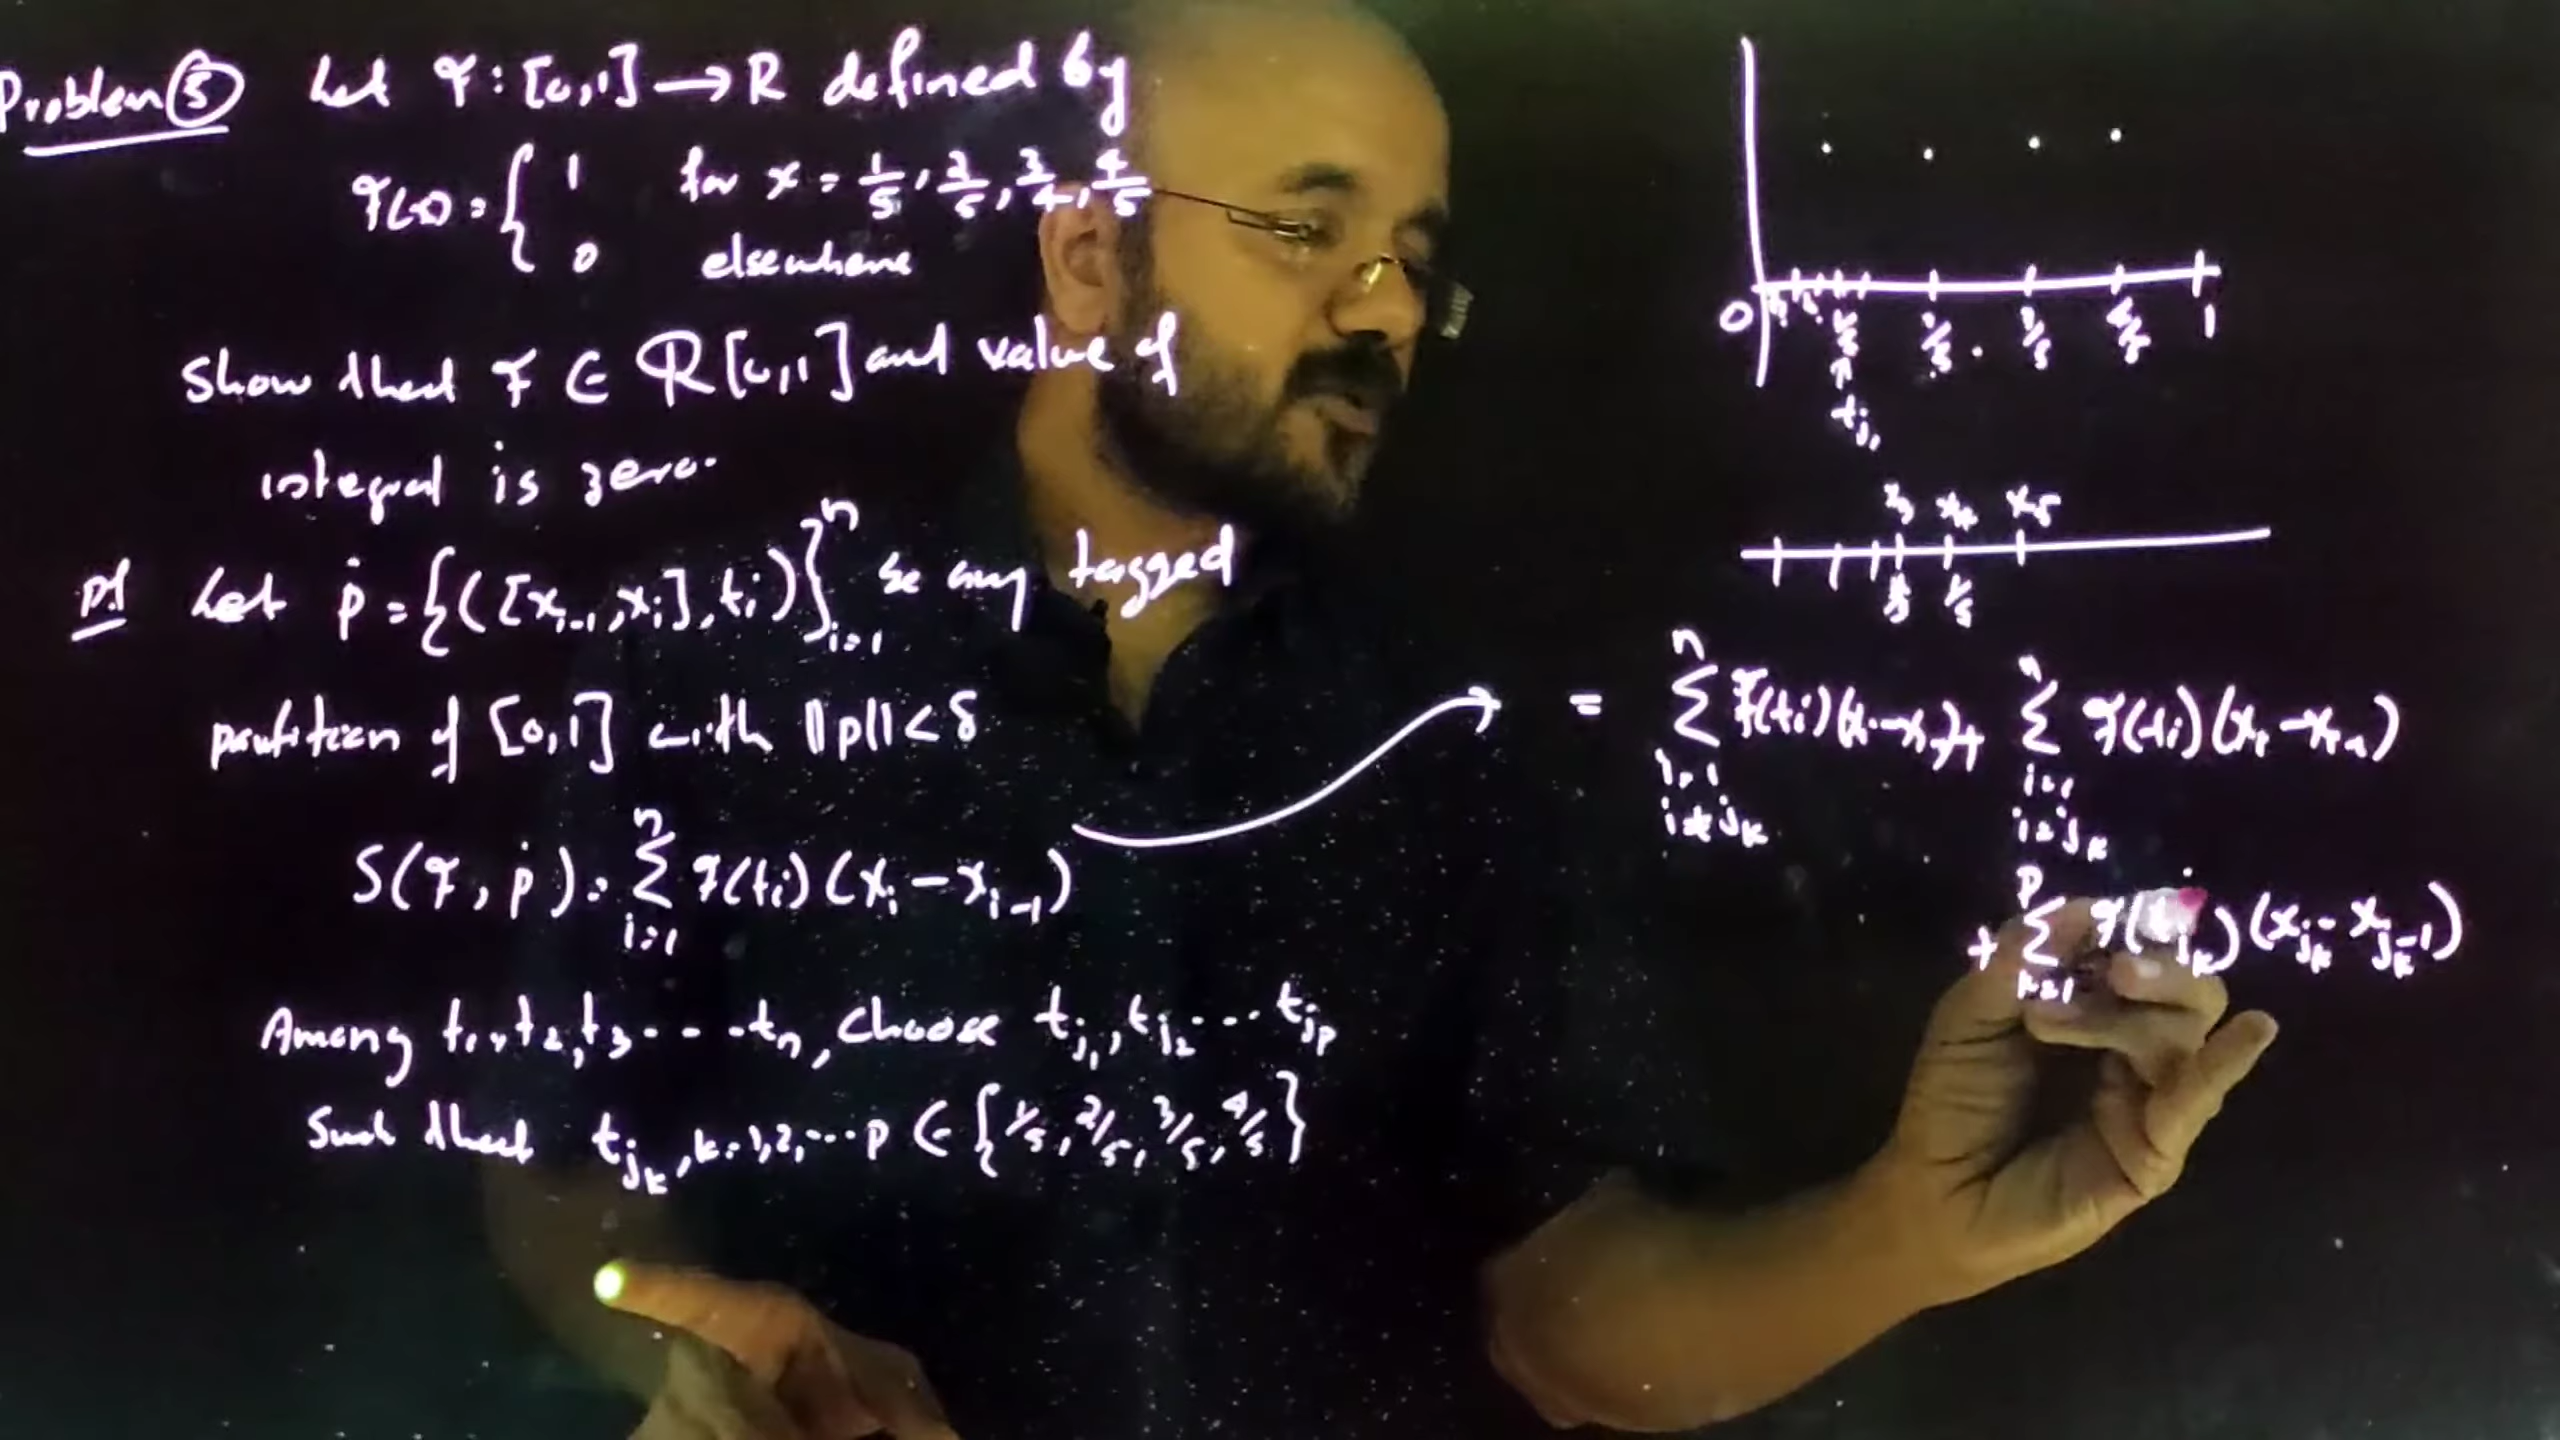 Problem ⑤ Let f : [0,1] → R defined by
f(x) = { 1 for x = 1/5, 2/5, 3/4, 4/5
0 elsewhere
Show that f ∈ R[0,1] and value of
integral is zero.
pf Let ṗ = {([x_{i-1}, x_i], t_i)}_{i=1}^{n} be any tagged
partition of [0,1] with ||p|| < δ
S(f, ṗ) = Σ_{i=1}^{n} f(t_i)(x_i − x_{i-1})
Among t_1, t_2, t_3 - - - t_n, choose t_{j_1}, t_{j_2} ... t_{j_p}
Such that t_{j_k}, k=1,2,...p ∈ {1/5, 2/5, 3/5, 4/5}
0 1/5 2/5 3/5 4/5 1
t_{j_1}
x_3 x_4 x_5
1/5
= Σ_{i=1, i≠j_k}^{n} f(t_i)(x_i − x_{i-1}) + Σ_{i=1, i=j_k}^{n} f(t_i)(x_i − x_{i-1})
+ Σ_{k=1}^{p} f(t_{j_k})(x_{j_k} − x_{j_k-1})